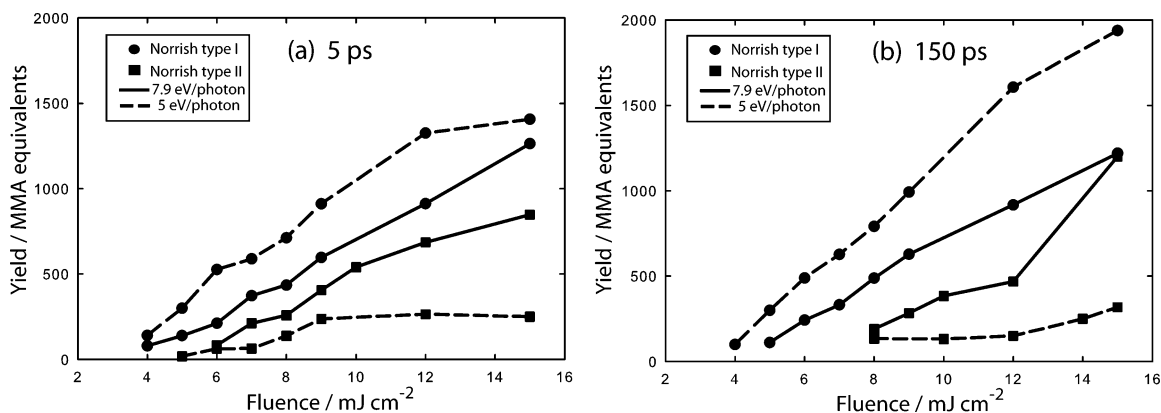 (a) 5 ps
Norrish type I
Norrish type II
7.9 eV/photon
5 eV/photon
Yield / MMA equivalents
2000
1500
1000
500
0
2 4 6 8 10 12 14 16
Fluence / mJ cm⁻²
(b) 150 ps
Norrish type I
Norrish type II
7.9 eV/photon
5 eV/photon
Yield / MMA equivalents
2000
1500
1000
500
0
2 4 6 8 10 12 14 16
Fluence / mJ cm⁻²